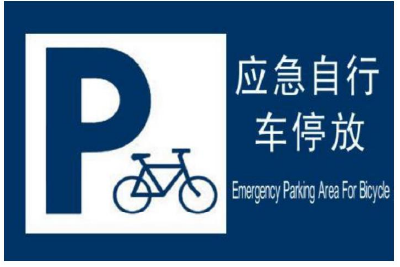 P
应急自行
车停放
Emergency Parking Area For Bicycle